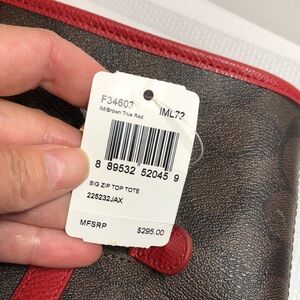 F34603 IML72
IM/Brown True Red
8 89532 52045 9
SIG ZIP TOP TOTE
225232JAX
MFSRP $295.00